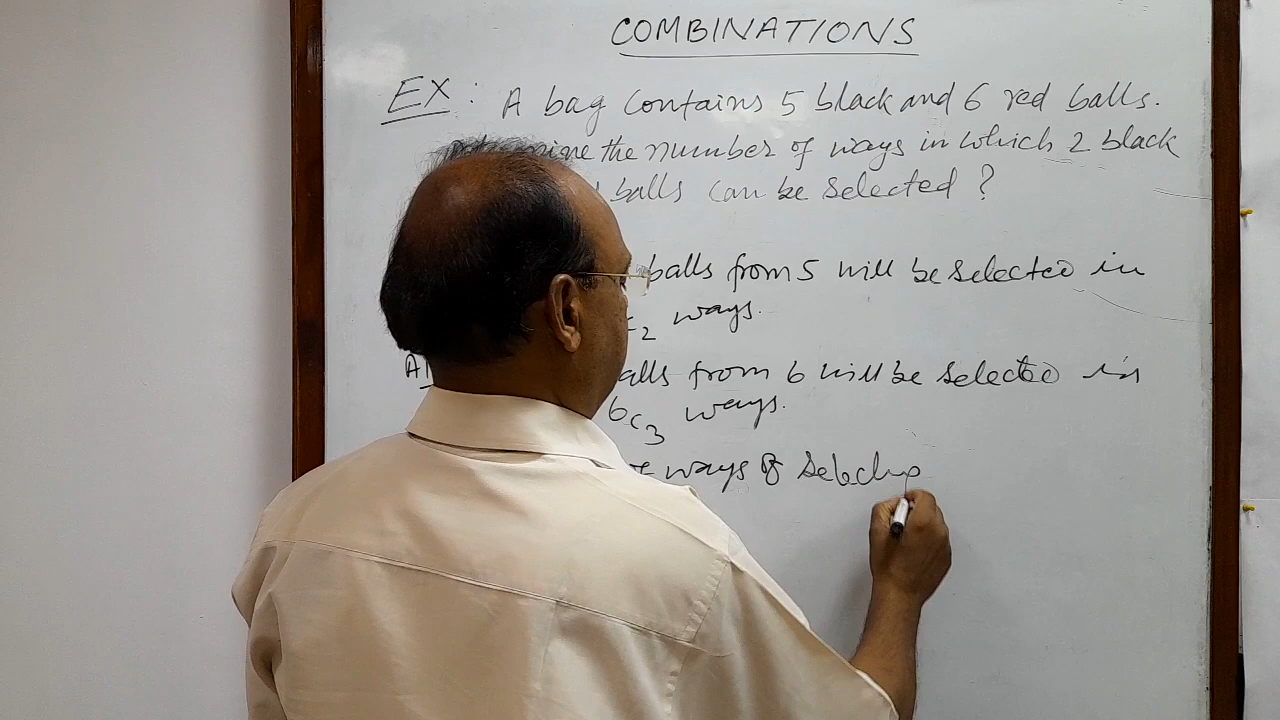 COMBINATIONS
EX: A bag contains 5 black and 6 red balls.
the number of ways in which 2 black
balls can be selected ?
balls from 5 will be selected in
C2 ways.
from 6 will be selected in
6C3 ways.
ways of